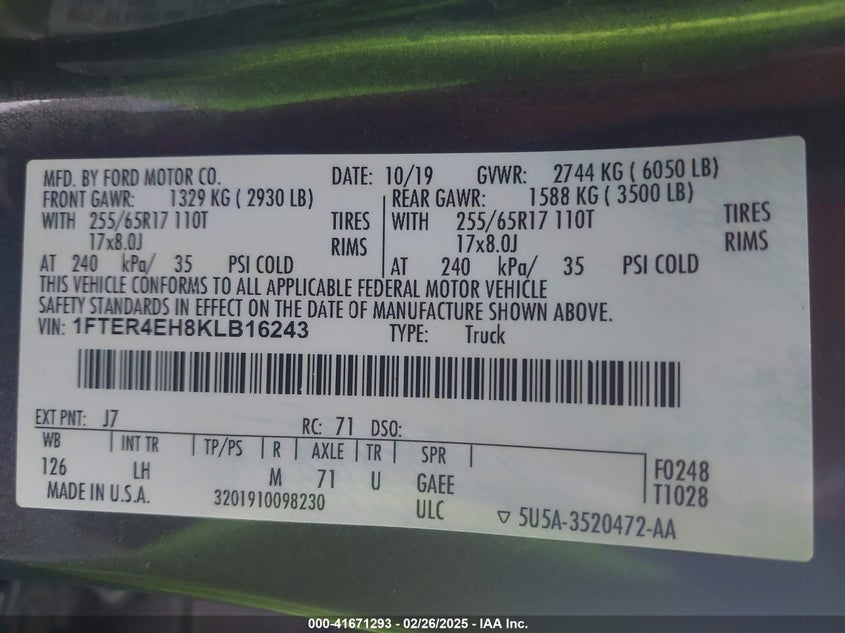 MFD. BY FORD MOTOR CO. DATE: 10/19 GVWR: 2744 KG ( 6050 LB)
FRONT GAWR: 1329 KG ( 2930 LB) REAR GAWR: 1588 KG ( 3500 LB)
WITH 255/65R17 110T TIRES WITH 255/65R17 110T TIRES
17x8.0J RIMS 17x8.0J RIMS
AT 240 kPa/ 35 PSI COLD AT 240 kPa/ 35 PSI COLD
THIS VEHICLE CONFORMS TO ALL APPLICABLE FEDERAL MOTOR VEHICLE
SAFETY STANDARDS IN EFFECT ON THE DATE OF MANUFACTURE SHOWN ABOVE.
VIN: 1FTER4EH8KLB16243 TYPE: Truck
EXT PNT: J7 RC: 71 DSO:
WB INT TR TP/PS R AXLE TR SPR
126 LH M 71 U GAEE F0248
MADE IN U.S.A. 3201910098230 ULC T1028
5U5A-3520472-AA
000-41671293 - 02/26/2025 - IAA Inc.